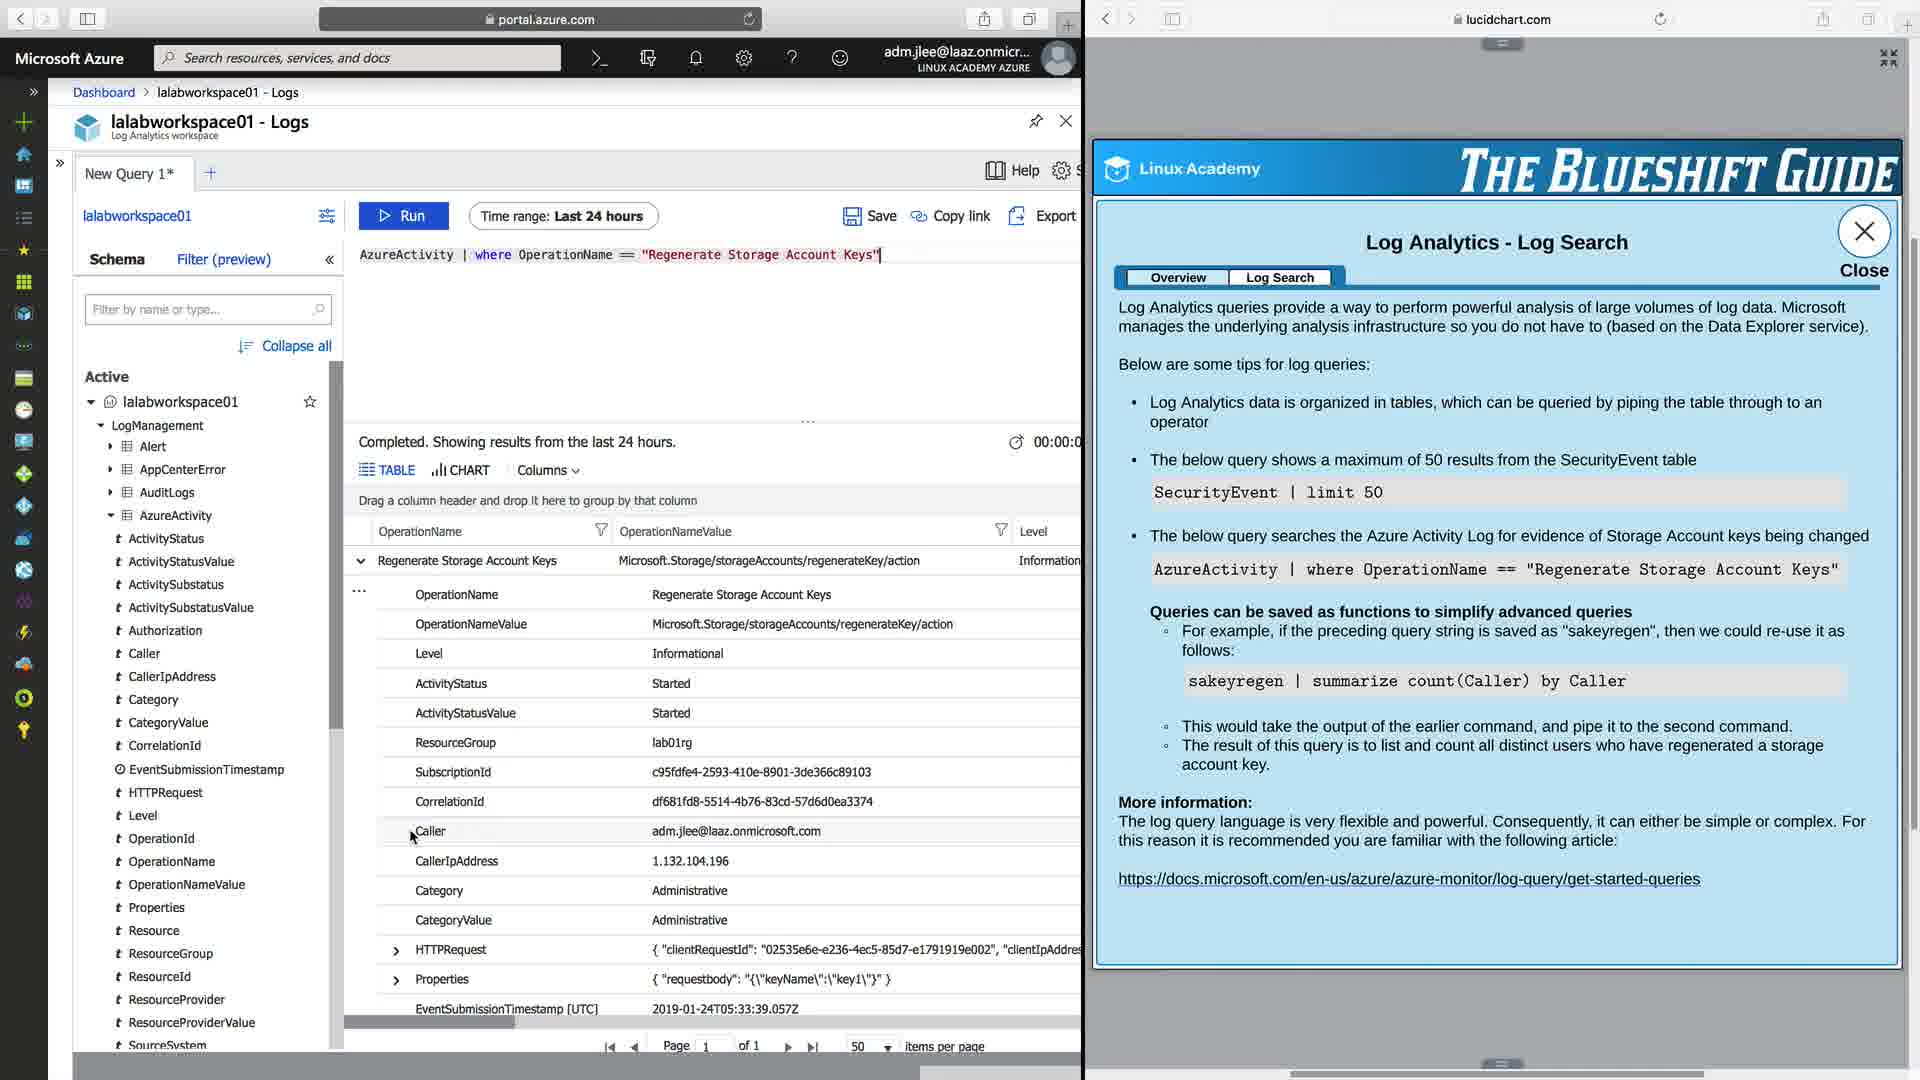 portal.azure.com
Microsoft Azure
Search resources, services, and docs
adm.jlee@laaz.onmicr...
LINUX ACADEMY AZURE
Dashboard > lalabworkspace01 - Logs
lalabworkspace01 - Logs
Log Analytics workspace
New Query 1*
Help
lalabworkspace01
Run
Time range: Last 24 hours
Save
Copy link
Export
Schema
Filter (preview)
AzureActivity | where OperationName == "Regenerate Storage Account Keys"
Filter by name or type...
Collapse all
Active
lalabworkspace01
LogManagement
Alert
AppCenterError
AuditLogs
AzureActivity
ActivityStatus
ActivityStatusValue
ActivitySubstatus
ActivitySubstatusValue
Authorization
Caller
CallerIpAddress
Category
CategoryValue
CorrelationId
EventSubmissionTimestamp
HTTPRequest
Level
OperationId
OperationName
OperationNameValue
Properties
Resource
ResourceGroup
ResourceId
ResourceProvider
ResourceProviderValue
SourceSystem
Completed. Showing results from the last 24 hours.
00:00:0
TABLE
CHART
Columns
Drag a column header and drop it here to group by that column
OperationName
OperationNameValue
Level
Regenerate Storage Account Keys
Microsoft.Storage/storageAccounts/regenerateKey/action
Information
OperationName Regenerate Storage Account Keys
OperationNameValue Microsoft.Storage/storageAccounts/regenerateKey/action
Level Informational
ActivityStatus Started
ActivityStatusValue Started
ResourceGroup lab01rg
SubscriptionId c95fdfe4-2593-410e-8901-3de366c89103
CorrelationId df681fd8-5514-4b76-83cd-57d6d0ea3374
Caller adm.jlee@laaz.onmicrosoft.com
CallerIpAddress 1.132.104.196
Category Administrative
CategoryValue Administrative
HTTPRequest { "clientRequestId": "02535e6e-e236-4ec5-85d7-e1791919e002", "clientIpAddres
Properties { "requestbody": "{\"keyName\":\"key1\"}" }
EventSubmissionTimestamp [UTC] 2019-01-24T05:33:39.057Z
Page 1 of 1
50 items per page
lucidchart.com
Linux Academy
THE BLUESHIFT GUIDE
Log Analytics - Log Search
Close
Overview
Log Search
Log Analytics queries provide a way to perform powerful analysis of large volumes of log data. Microsoft
manages the underlying analysis infrastructure so you do not have to (based on the Data Explorer service).
Below are some tips for log queries:
• Log Analytics data is organized in tables, which can be queried by piping the table through to an
operator
• The below query shows a maximum of 50 results from the SecurityEvent table
SecurityEvent | limit 50
• The below query searches the Azure Activity Log for evidence of Storage Account keys being changed
AzureActivity | where OperationName == "Regenerate Storage Account Keys"
Queries can be saved as functions to simplify advanced queries
◦ For example, if the preceding query string is saved as "sakeyregen", then we could re-use it as
follows:
sakeyregen | summarize count(Caller) by Caller
◦ This would take the output of the earlier command, and pipe it to the second command.
◦ The result of this query is to list and count all distinct users who have regenerated a storage
account key.
More information:
The log query language is very flexible and powerful. Consequently, it can either be simple or complex. For
this reason it is recommended you are familiar with the following article:
https://docs.microsoft.com/en-us/azure/azure-monitor/log-query/get-started-queries